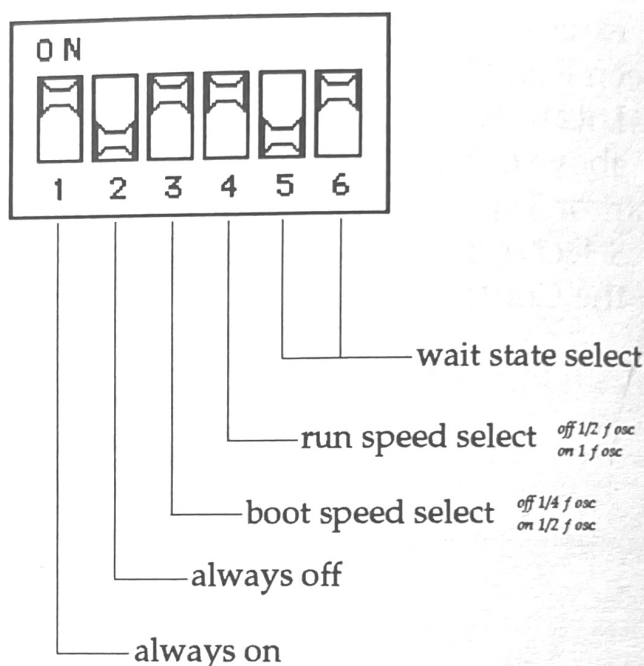 ON
1 2 3 4 5 6
wait state select
run speed select off 1/2 f osc
on 1 f osc
boot speed select off 1/4 f osc
on 1/2 f osc
always off
always on